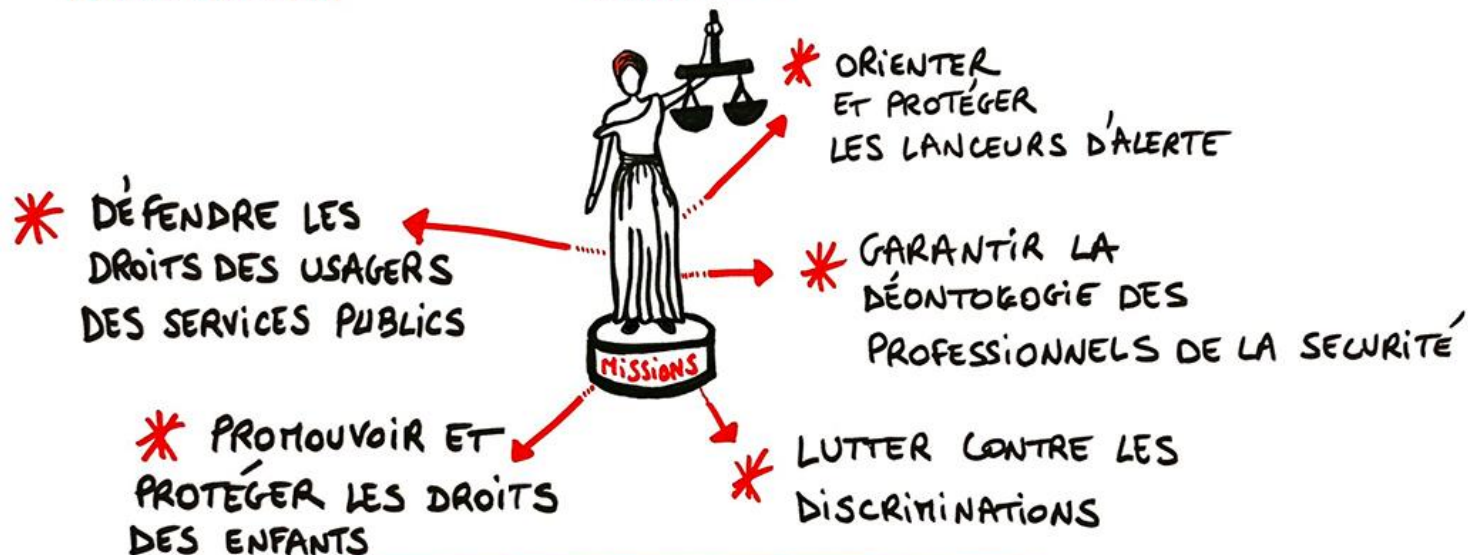 * ORIENTER
ET PROTÉGER
LES LANCEURS D'ALERTE
* DÉFENDRE LES
DROITS DES USAGERS
DES SERVICES PUBLICS
* GARANTIR LA
DÉONTOLOGIE DES
PROFESSIONNELS DE LA SECURITÉ
MISSIONS
* PROMOUVOIR ET
PROTÉGER LES DROITS
DES ENFANTS
* LUTTER CONTRE LES
DISCRIMINATIONS